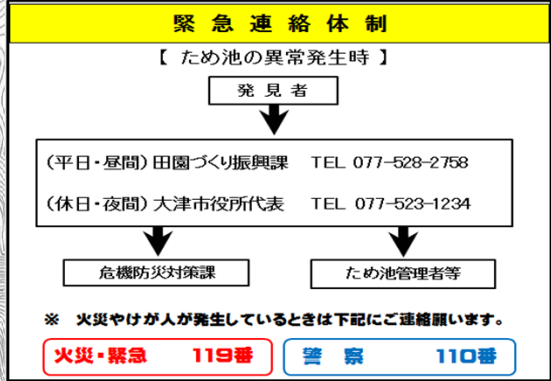 緊急連絡体制
【 ため池の異常発生時 】
発見者
(平日・昼間)田園づくり振興課 TEL 077-528-2758
(休日・夜間)大津市役所代表 TEL 077-523-1234
危機防災対策課 ため池管理者等
※ 火災やけが人が発生しているときは下記にご連絡願います。
火災・緊急 119番 警察 110番